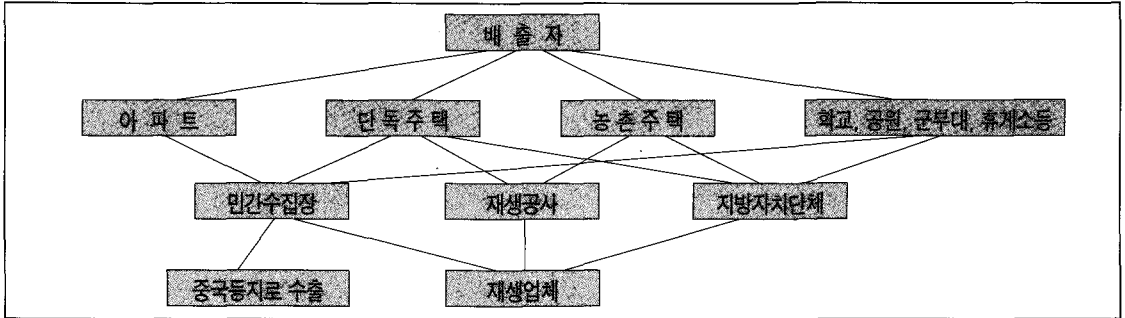 배 출 자
아 파 트
단독주택
농촌주택
학교, 공원, 군부대, 휴게소등
민간수집장
재생공사
지방자치단체
중국등지로 수출
재생업체